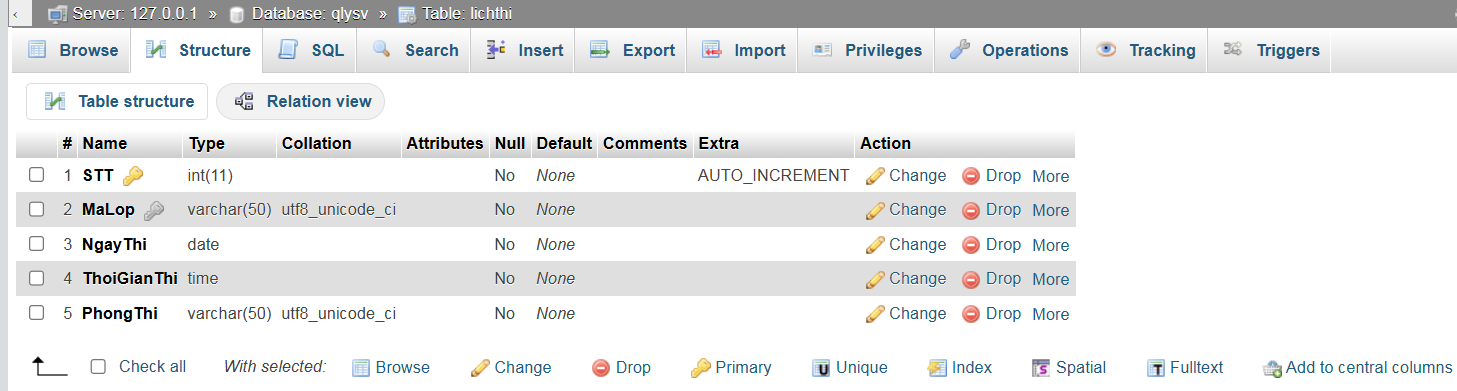 Server: 127.0.0.1 » Database: qlysv » Table: lichthi
Browse Structure SQL Search Insert Export Import Privileges Operations Tracking Triggers
Table structure Relation view
# Name Type Collation Attributes Null Default Comments Extra Action
1 STT int(11) No None AUTO_INCREMENT Change Drop More
2 MaLop varchar(50) utf8_unicode_ci No None Change Drop More
3 NgayThi date No None Change Drop More
4 ThoiGianThi time No None Change Drop More
5 PhongThi varchar(50) utf8_unicode_ci No None Change Drop More
Check all With selected: Browse Change Drop Primary Unique Index Spatial Fulltext Add to central columns